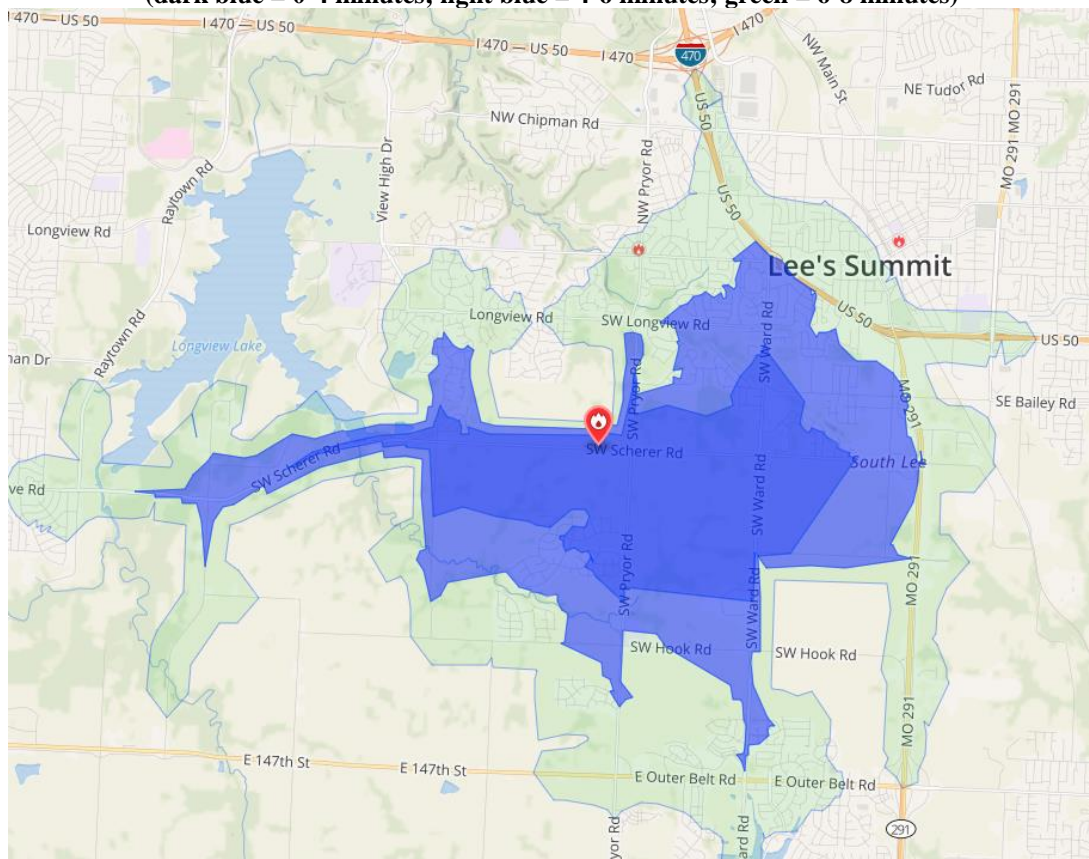 (dark blue = 0-4 minutes, light blue = 4-6 minutes, green = 6-8 minutes)
I 470 — US 50
I 470 — US 50
I 470
470
NW Main St
NE Tudor Rd
US 50
NW Chipman Rd
MO 291 MO 291
Raytown Rd
View High Dr
NW Pryor Rd
US 50
Longview Rd
Lee's Summit
US 50
Longview Rd
SW Longview Rd
Raytown Rd
Longview Lake
SW Ward Rd
US 50
SW Pryor Rd
MO 291
SE Bailey Rd
SW Scherer Rd
SW Scherer Rd
South Lee
SW Ward Rd
SW Pryor Rd
SW Ward Rd
MO 291
SW Hook Rd
SW Hook Rd
MO 291
E 147th St
E 147th St
E Outer Belt Rd
E Outer Belt Rd
291